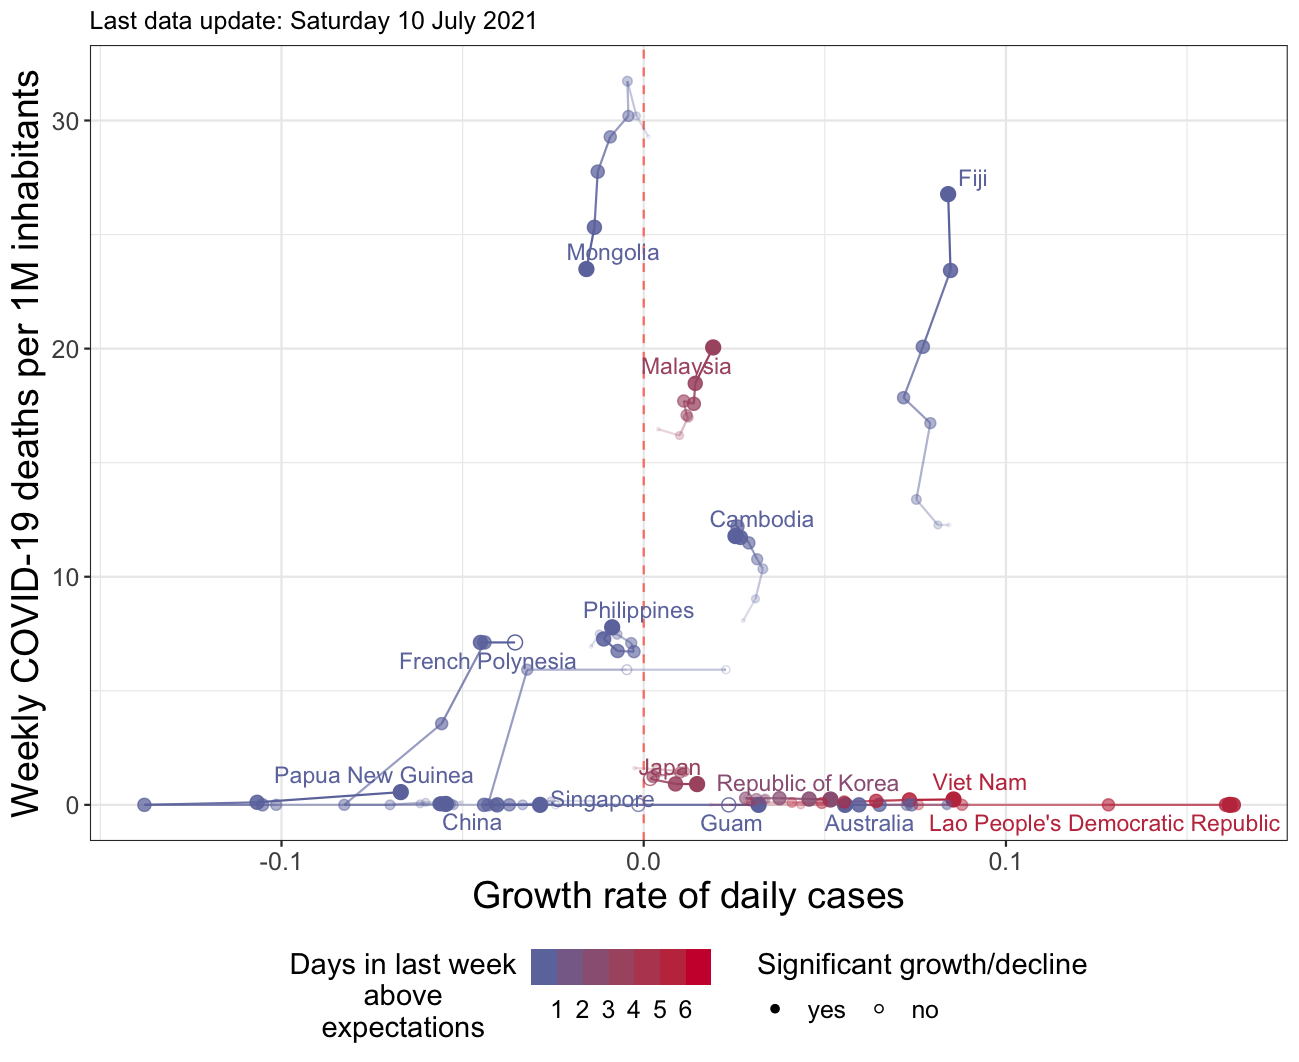 Last data update: Saturday 10 July 2021
Weekly COVID-19 deaths per 1M inhabitants
30
20
10
0
Fiji
Mongolia
Malaysia
Cambodia
Philippines
French Polynesia
Japan
Papua New Guinea
Republic of Korea
Viet Nam
Singapore
China
Guam
Australia
Lao People's Democratic Republic
-0.1
0.0
0.1
Growth rate of daily cases
Days in last week
above
expectations
1 2 3 4 5 6
Significant growth/decline
yes
no